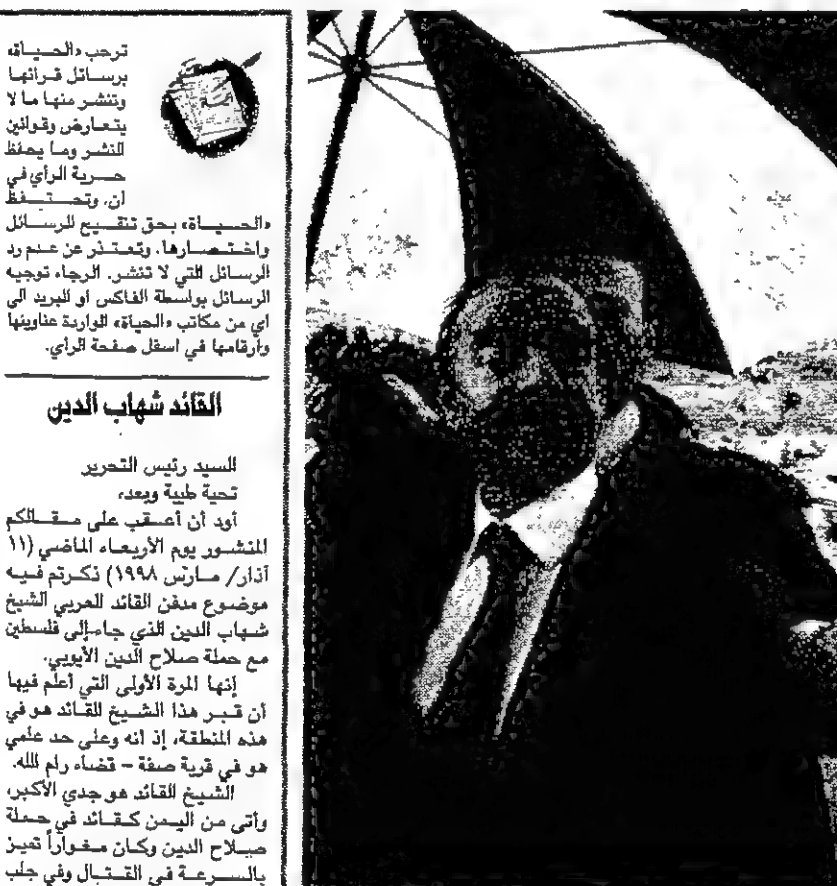 ترحب «الحياة»
برسائل قرائها
وتنشر منها ما لا
يتعارض وقوانين
النشر وما يحفظ
حرية الرأي في
آن. وتحتفظ
«الحياة» بحق تنقيح الرسائل
واختصارها. وتعتذر عن عدم رد
الرسائل التي لا تنشر. الرجاء توجيه
الرسائل بواسطة الفاكس او البريد الى
اي من مكاتب «الحياة» الواردة عناوينها
وأرقامها في اسفل صفحة الرأي.
القائد شهاب الدين
السيد رئيس التحرير
تحية طيبة وبعد،
أود أن أعقب على مقالكم
المنشور يوم الأربعاء الماضي (١١
آذار/ مارس ١٩٩٨) ذكرتم فيه
موضوع مدفن القائد العربي الشيخ
شهاب الدين الذي جاء إلى فلسطين
مع حملة صلاح الدين الأيوبي.
إنها المرة الأولى التي أعلم فيها
أن قبر هذا الشيخ القائد هو في
هذه المنطقة، إذ انه وعلى حد علمي
هو في قرية صفة - قضاء رام الله.
الشيخ القائد هو جدي الأكبر،
وأتى من اليمن كقائد في حملة
صلاح الدين وكان مغواراً تميز
بالسرعة في القتال وفي جلب